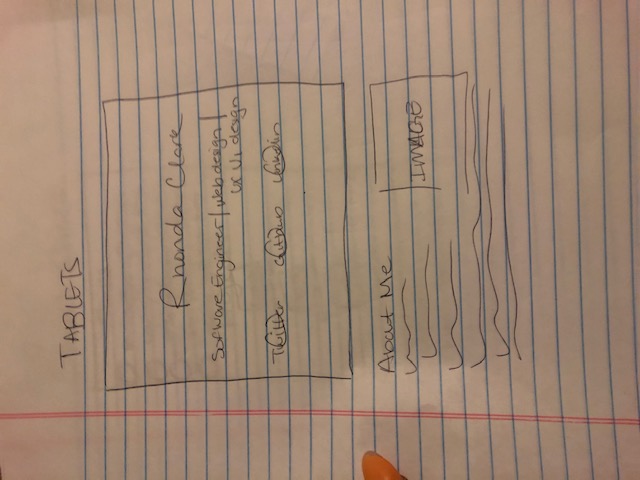 TABLETS
Rhonda Clark
Software Engineer | web design |
ux ui design
Twitter Github Linkedin
About Me
IMAGE